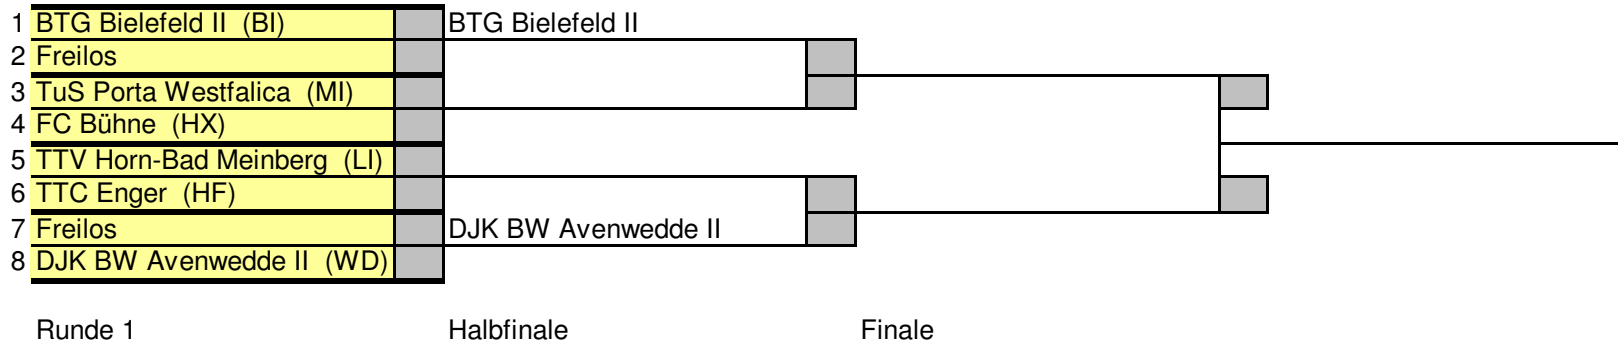 1 BTG Bielefeld II (BI) BTG Bielefeld II
2 Freilos
3 TuS Porta Westfalica (MI)
4 FC Bühne (HX)
5 TTV Horn-Bad Meinberg (LI)
6 TTC Enger (HF)
7 Freilos DJK BW Avenwedde II
8 DJK BW Avenwedde II (WD)
Runde 1 Halbfinale Finale